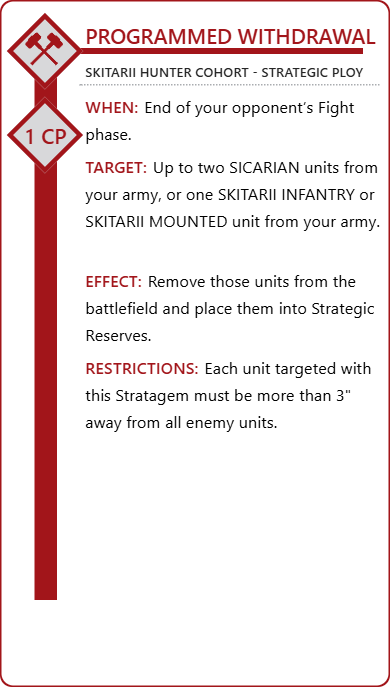 PROGRAMMED WITHDRAWAL
SKITARII HUNTER COHORT - STRATEGIC PLOY
1 CP
WHEN: End of your opponent's Fight
phase.
TARGET: Up to two SICARIAN units from
your army, or one SKITARII INFANTRY or
SKITARII MOUNTED unit from your army.
EFFECT: Remove those units from the
battlefield and place them into Strategic
Reserves.
RESTRICTIONS: Each unit targeted with
this Stratagem must be more than 3"
away from all enemy units.